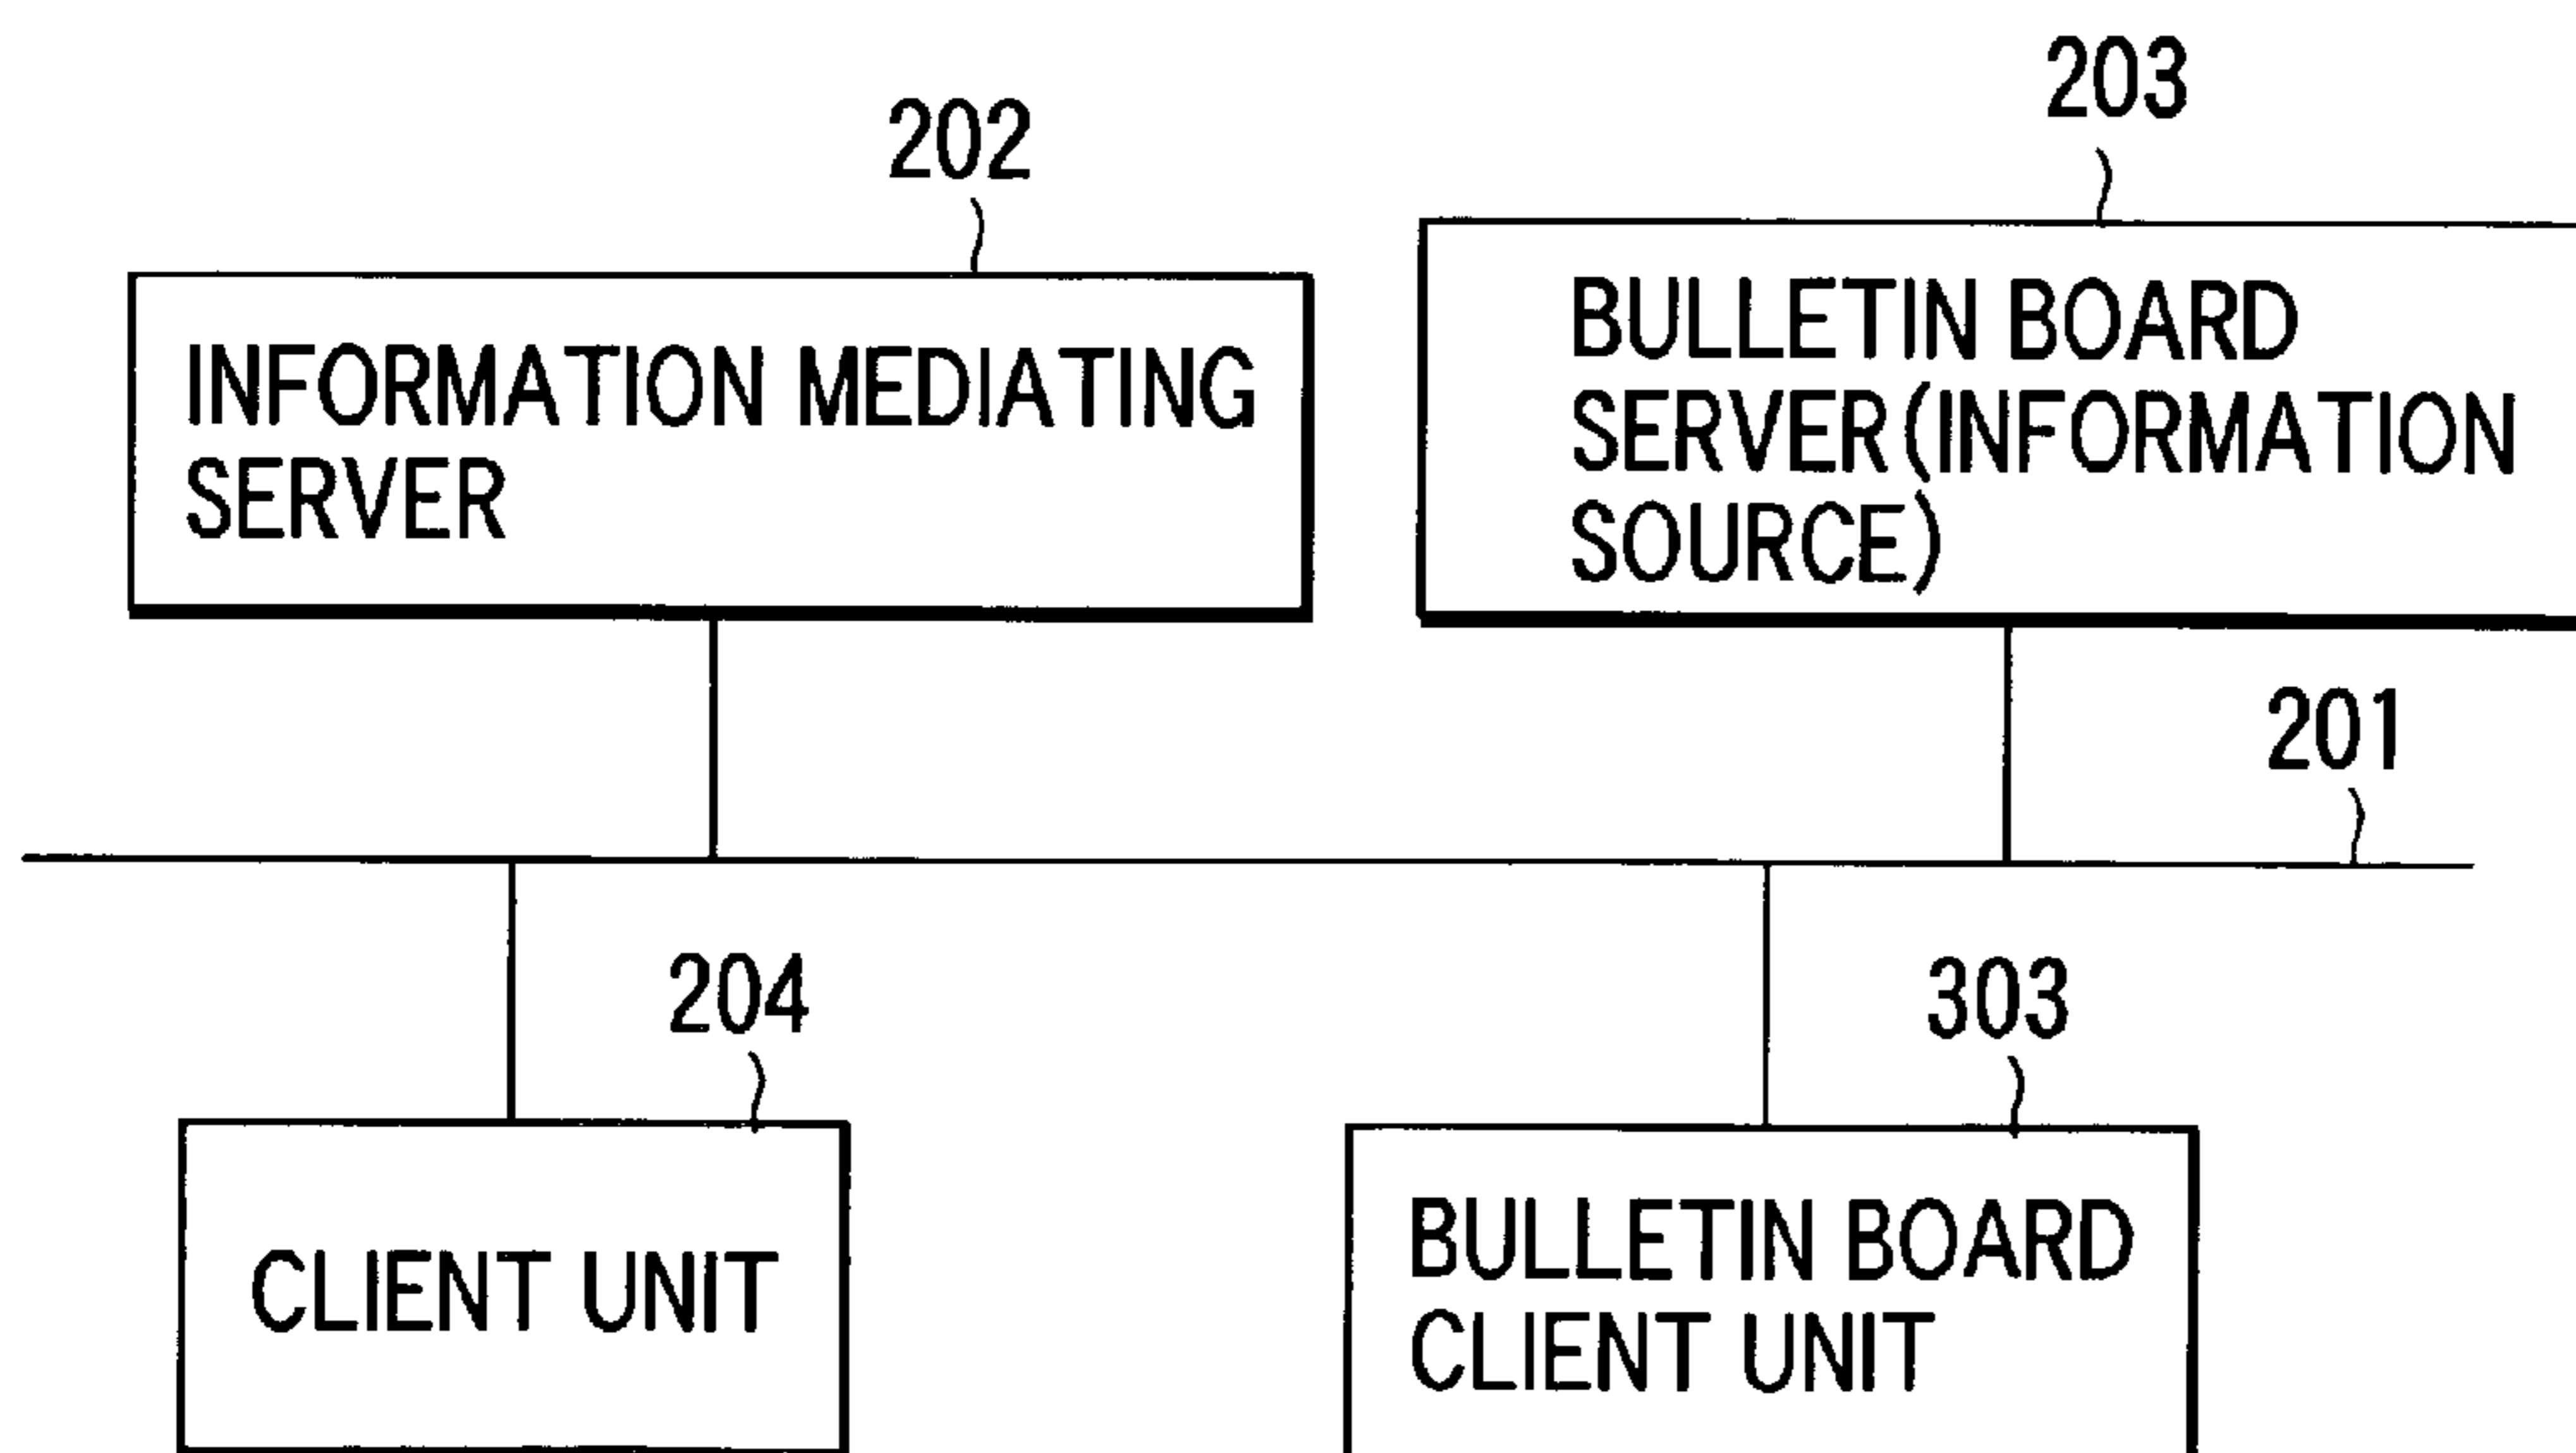 202
203
INFORMATION MEDIATING
SERVER
BULLETIN BOARD
SERVER(INFORMATION
SOURCE)
201
204
303
CLIENT UNIT
BULLETIN BOARD
CLIENT UNIT